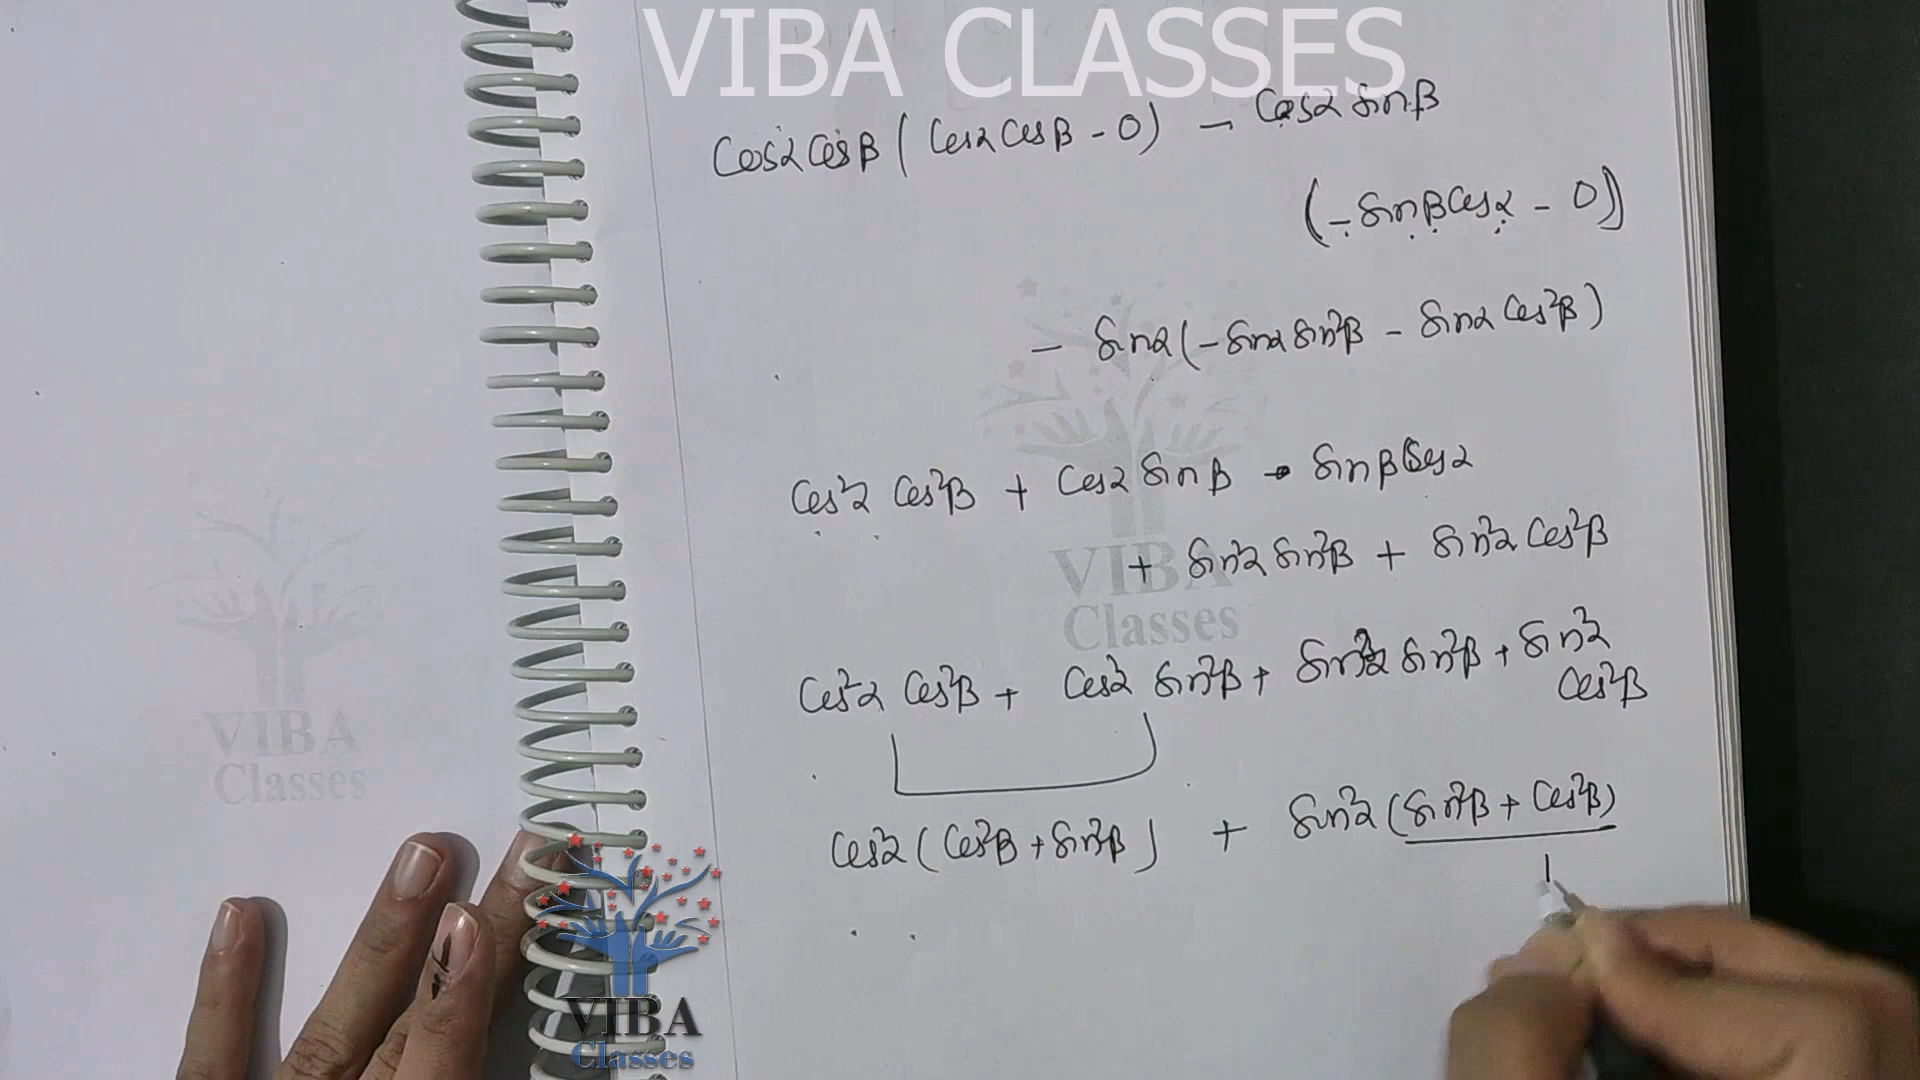 VIBA CLASSES
Cosα Cosβ ( Cosα Cosβ - 0 ) - Cosα Sinβ
( - Sinβ Cosα - 0 ))
- Sinα ( - Sinα Sin²β - Sinα Cos²β )
Cos²α Cos²β + Cosα Sinβ • Sinβ Cosα
+ Sin²α Sin²β + Sin²α Cos²β
Cos²α Cos²β + Cos²α Sin²β + Sin²α Sin²β + Sin²α
Cos²β
Cos²α ( Cos²β + Sin²β ) + Sin²α ( Sin²β + Cos²β )
1
VIBA
Classes
VIBA
Classes
VIBA
Classes